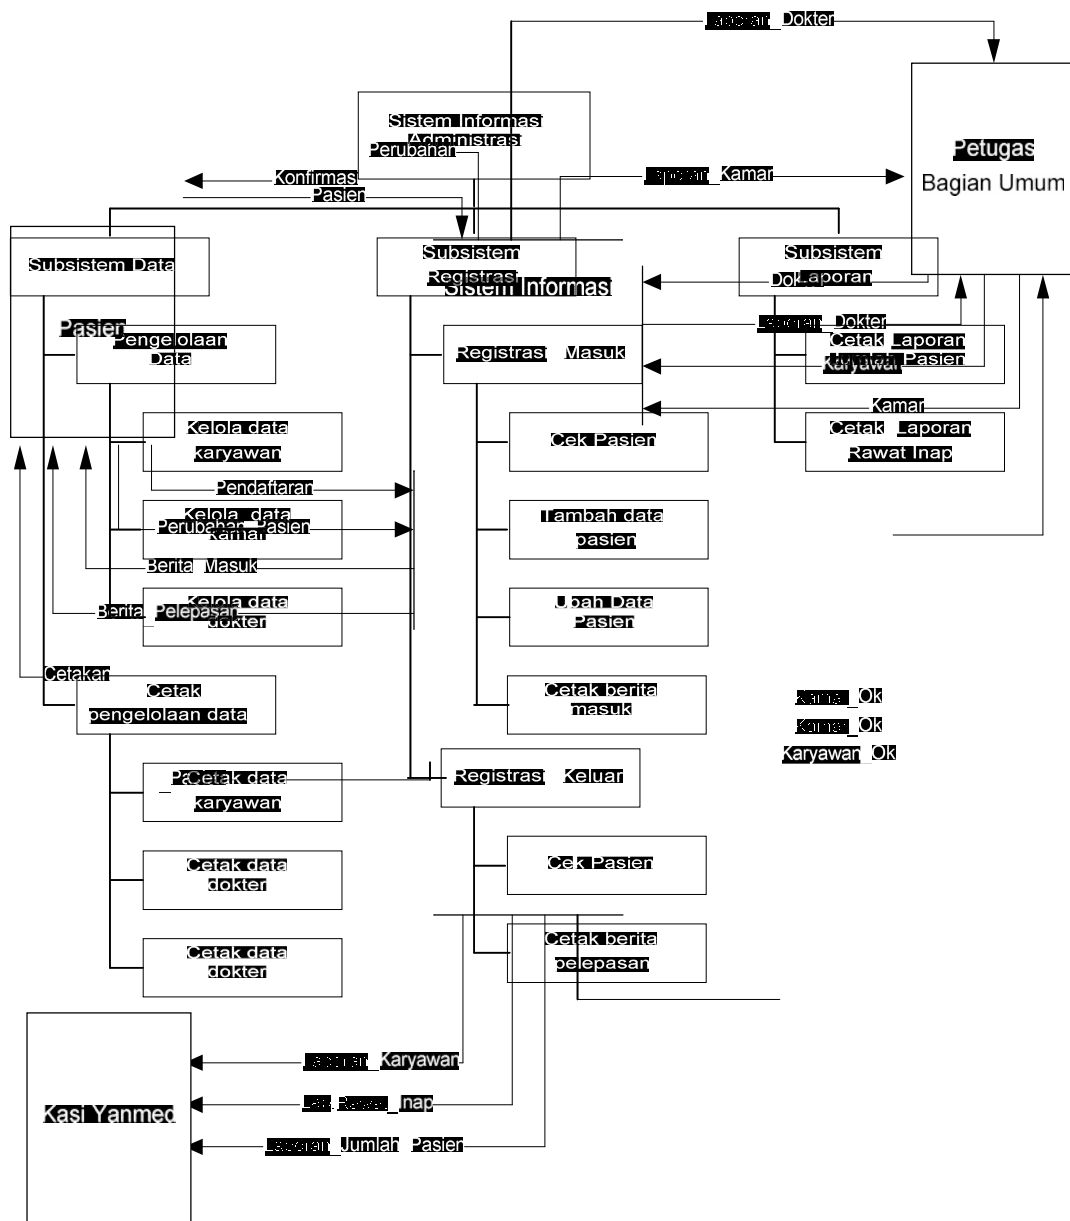 Laporan_Dokter
Sistem Informasi
Administrasi
Perubahan
Petugas
Bagian Umum
Konfirmasi
Pasien
Laporan_Kamar
Subsistem Data
Subsistem
Registrasi
Sistem Informasi
Subsistem
Laporan
Pasien
Pengelolaan
Data
Registrasi Masuk
Laporan_Dokter
Cetak Laporan
Pasien
Karyawan
Kamar
Kelola data
karyawan
Cek Pasien
Cetak Laporan
Rawat Inap
Pendaftaran
Kelola data
kamar
Perubahan_Pasien
Tambah data
pasien
Berita_Masuk
Kelola data
dokter
Berita_Pelepasan
Ubah Data
Pasien
Cetakan
Cetak
pengelolaan data
Cetak berita
masuk
Kamar_Ok
Kamar_Ok
Karyawan_Ok
Cetak data
karyawan
Registrasi Keluar
Cetak data
dokter
Cek Pasien
Cetak data
dokter
Cetak berita
pelepasan
Laporan_Karyawan
Kasi Yanmed
Lap_Rawat_Inap
Laporan_Jumlah_Pasien